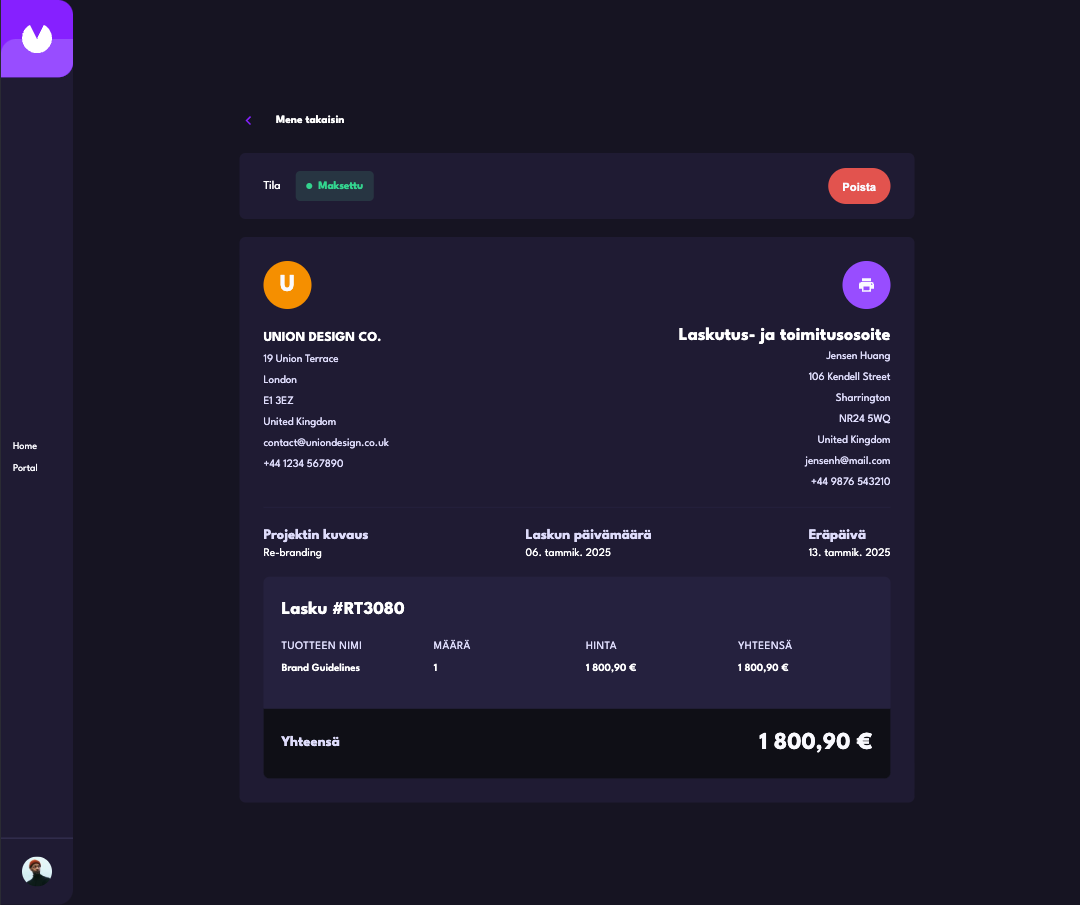 Mene takaisin
Tila
Maksettu
Poista
U
UNION DESIGN CO.
19 Union Terrace
London
E1 3EZ
United Kingdom
contact@uniondesign.co.uk
+44 1234 567890
Laskutus- ja toimitusosoite
Jensen Huang
106 Kendell Street
Sharrington
NR24 5WQ
United Kingdom
jensenh@mail.com
+44 9876 543210
Home
Portal
Projektin kuvaus
Re-branding
Laskun päivämäärä
06. tammik. 2025
Eräpäivä
13. tammik. 2025
Lasku #RT3080
TUOTTEEN NIMI MÄÄRÄ HINTA YHTEENSÄ
Brand Guidelines 1 1 800,90 € 1 800,90 €
Yhteensä 1 800,90 €